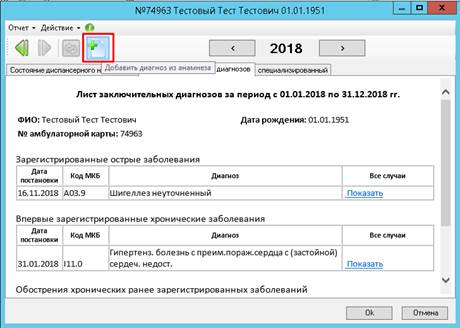 №74963 Тестовый Тест Тестович 01.01.1951
Отчет Действие
< 2018 >
Добавить диагноз из анамнеза
Состояние диспансерного н диагнозов специализированный
Лист заключительных диагнозов за период с 01.01.2018 по 31.12.2018 гг.
ФИО: Тестовый Тест Тестович Дата рождения: 01.01.1951
№ амбулаторной карты: 74963
Зарегистрированные острые заболевания
Дата постановки Код МКБ Диагноз Все случаи
16.11.2018 A03.9 Шигеллез неуточненный Показать
Впервые зарегистрированные хронические заболевания
Дата постановки Код МКБ Диагноз Все случаи
31.01.2018 I11.0 Гипертенз. болезнь с преим.пораж.сердца с (застойной)
сердеч. недост. Показать
Обострения хронических ранее зарегистрированных заболеваний
Ok Отмена